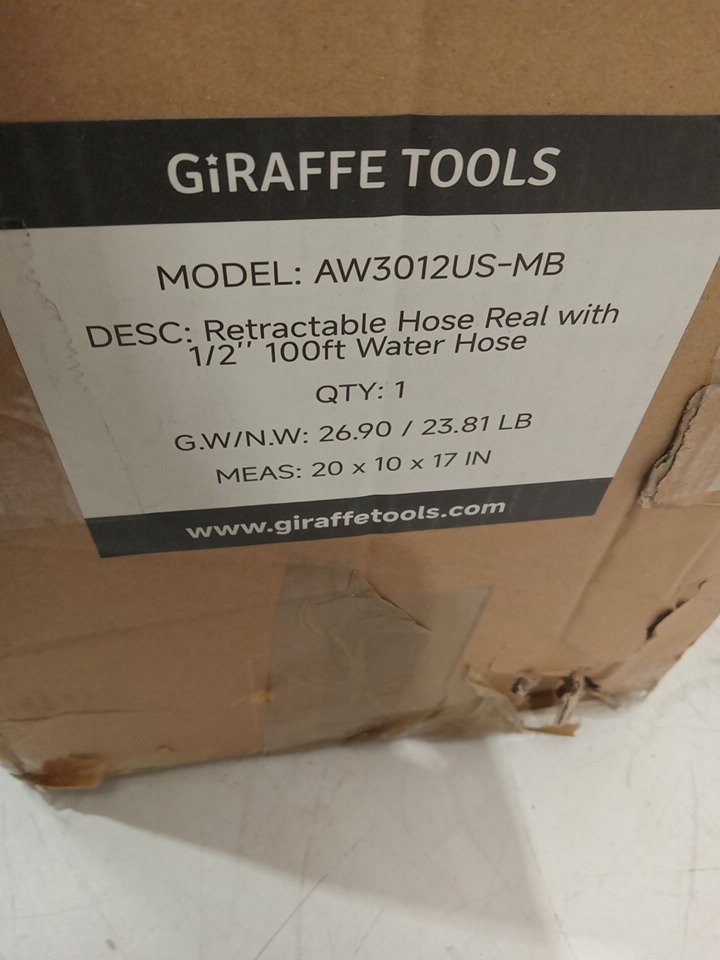 GiRAFFE TOOLS
MODEL: AW3012US-MB
DESC: Retractable Hose Real with
1/2'' 100ft Water Hose
QTY: 1
G.W/N.W: 26.90 / 23.81 LB
MEAS: 20 x 10 x 17 IN
www.giraffetools.com